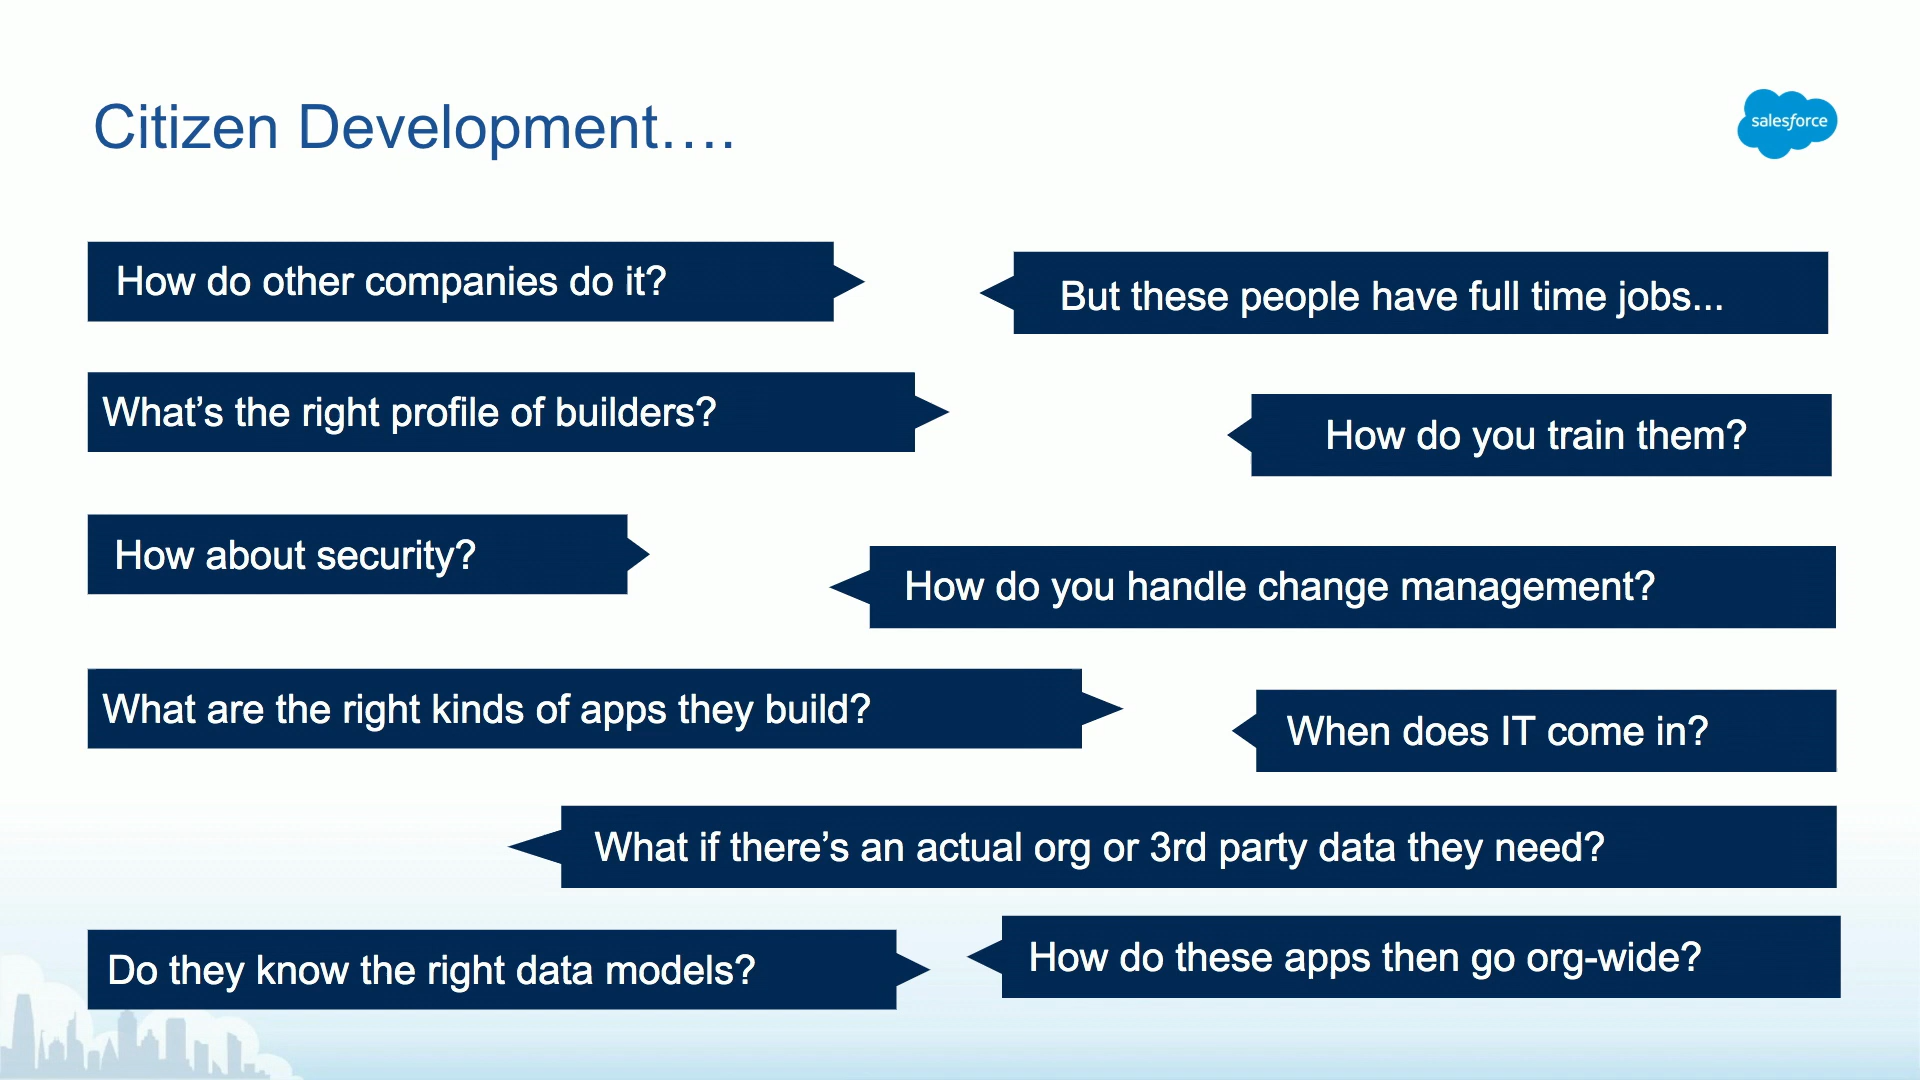 Citizen Development....
salesforce
How do other companies do it?
But these people have full time jobs...
What’s the right profile of builders?
How do you train them?
How about security?
How do you handle change management?
What are the right kinds of apps they build?
When does IT come in?
What if there’s an actual org or 3rd party data they need?
Do they know the right data models?
How do these apps then go org-wide?